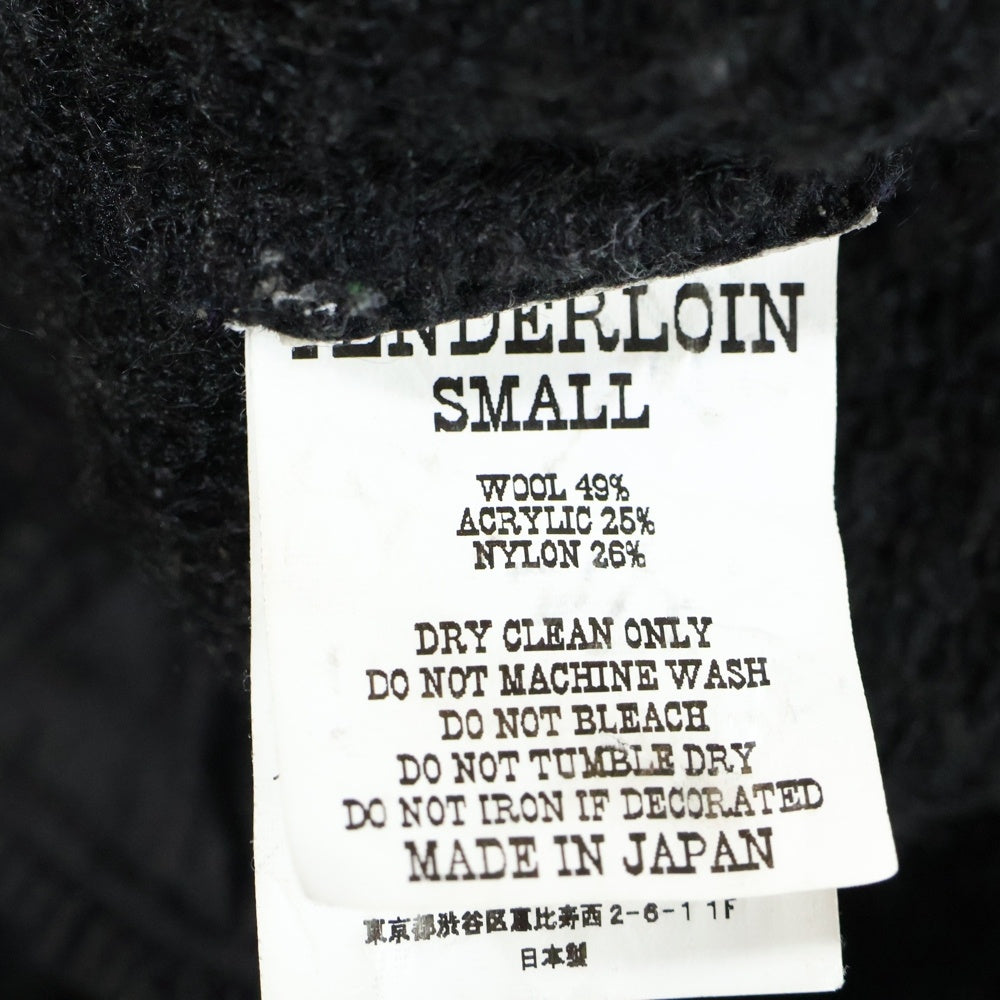 TENDERLOIN
SMALL
WOOL 49%
ACRYLIC 25%
NYLON 26%
DRY CLEAN ONLY
DO NOT MACHINE WASH
DO NOT BLEACH
DO NOT TUMBLE DRY
DO NOT IRON IF DECORATED
MADE IN JAPAN
東京都渋谷区恵比寿西2-6-1 1F
日本製